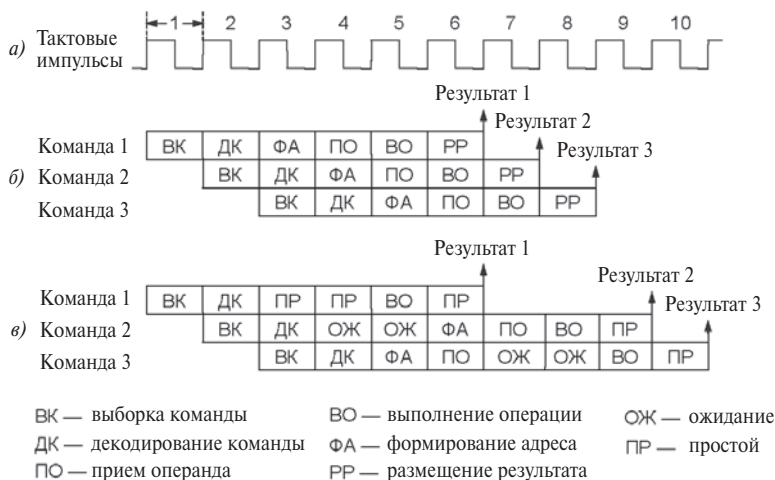 1 2 3 4 5 6 7 8 9 10
а) Тактовые
импульсы
Результат 1
Результат 2
Результат 3
Команда 1 ВК ДК ФА ПО ВО РР
б) Команда 2 ВК ДК ФА ПО ВО РР
Команда 3 ВК ДК ФА ПО ВО РР
Результат 1
Результат 2
Результат 3
Команда 1 ВК ДК ПР ПР ВО ПР
в) Команда 2 ВК ДК ОЖ ОЖ ФА ПО ВО ПР
Команда 3 ВК ДК ФА ПО ОЖ ОЖ ВО ПР
ВК — выборка команды ВО — выполнение операции ОЖ — ожидание
ДК — декодирование команды ФА — формирование адреса ПР — простой
ПО — прием операнда РР — размещение результата